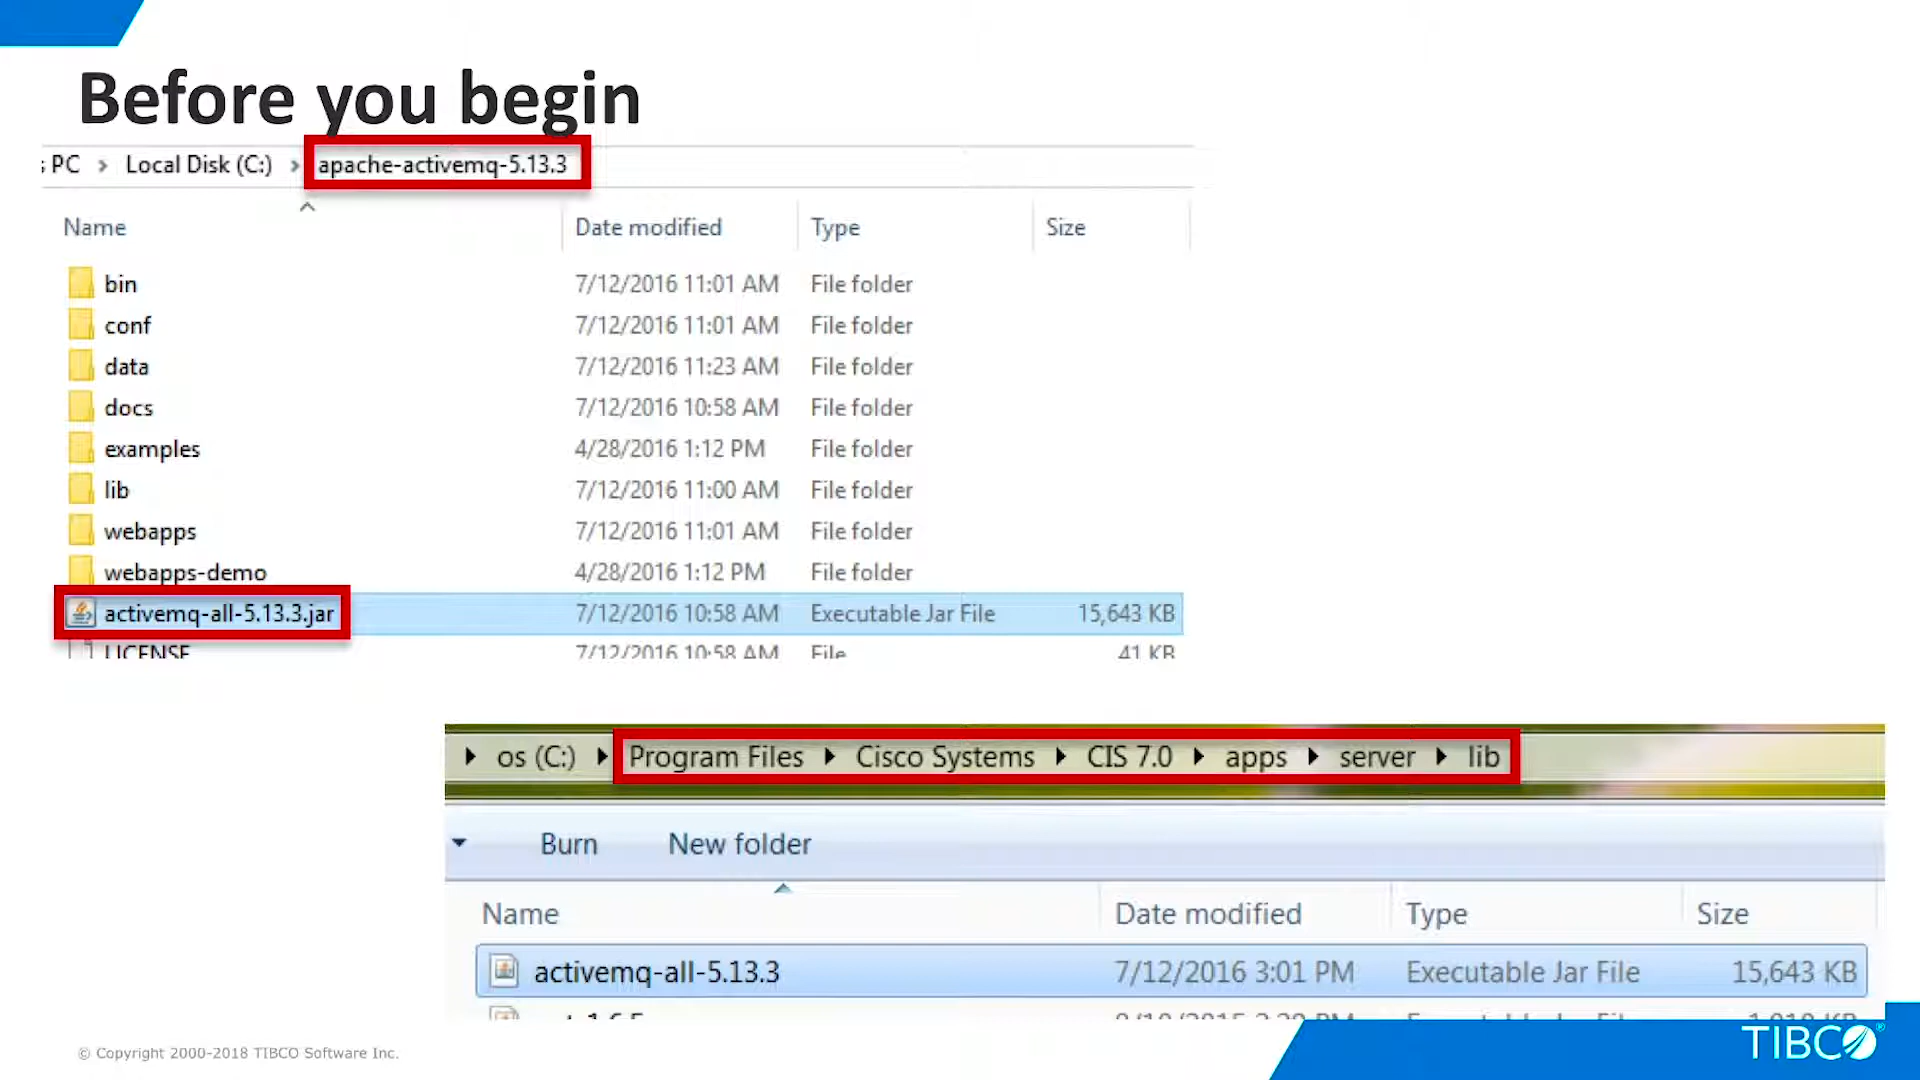 Before you begin
PC Local Disk (C:) apache-activemq-5.13.3
Name Date modified Type Size
bin 7/12/2016 11:01 AM File folder
conf 7/12/2016 11:01 AM File folder
data 7/12/2016 11:23 AM File folder
docs 7/12/2016 10:58 AM File folder
examples 4/28/2016 1:12 PM File folder
lib 7/12/2016 11:00 AM File folder
webapps 7/12/2016 11:01 AM File folder
webapps-demo 4/28/2016 1:12 PM File folder
activemq-all-5.13.3.jar 7/12/2016 10:58 AM Executable Jar File 15,643 KB
LICENSE 7/12/2016 10:58 AM File 41 KB
os (C:) Program Files Cisco Systems CIS 7.0 apps server lib
Burn New folder
Name Date modified Type Size
activemq-all-5.13.3 7/12/2016 3:01 PM Executable Jar File 15,643 KB
© Copyright 2000-2018 TIBCO Software Inc.
TIBCO®